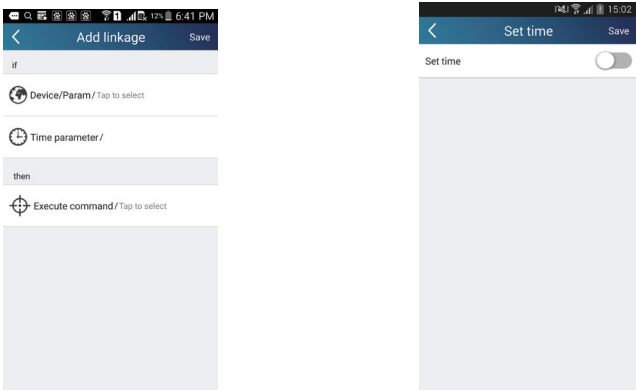 12% 6:41 PM
Add linkage Save
if
Device/Param/Tap to select
Time parameter/
then
Execute command/Tap to select
15:02
Set time Save
Set time